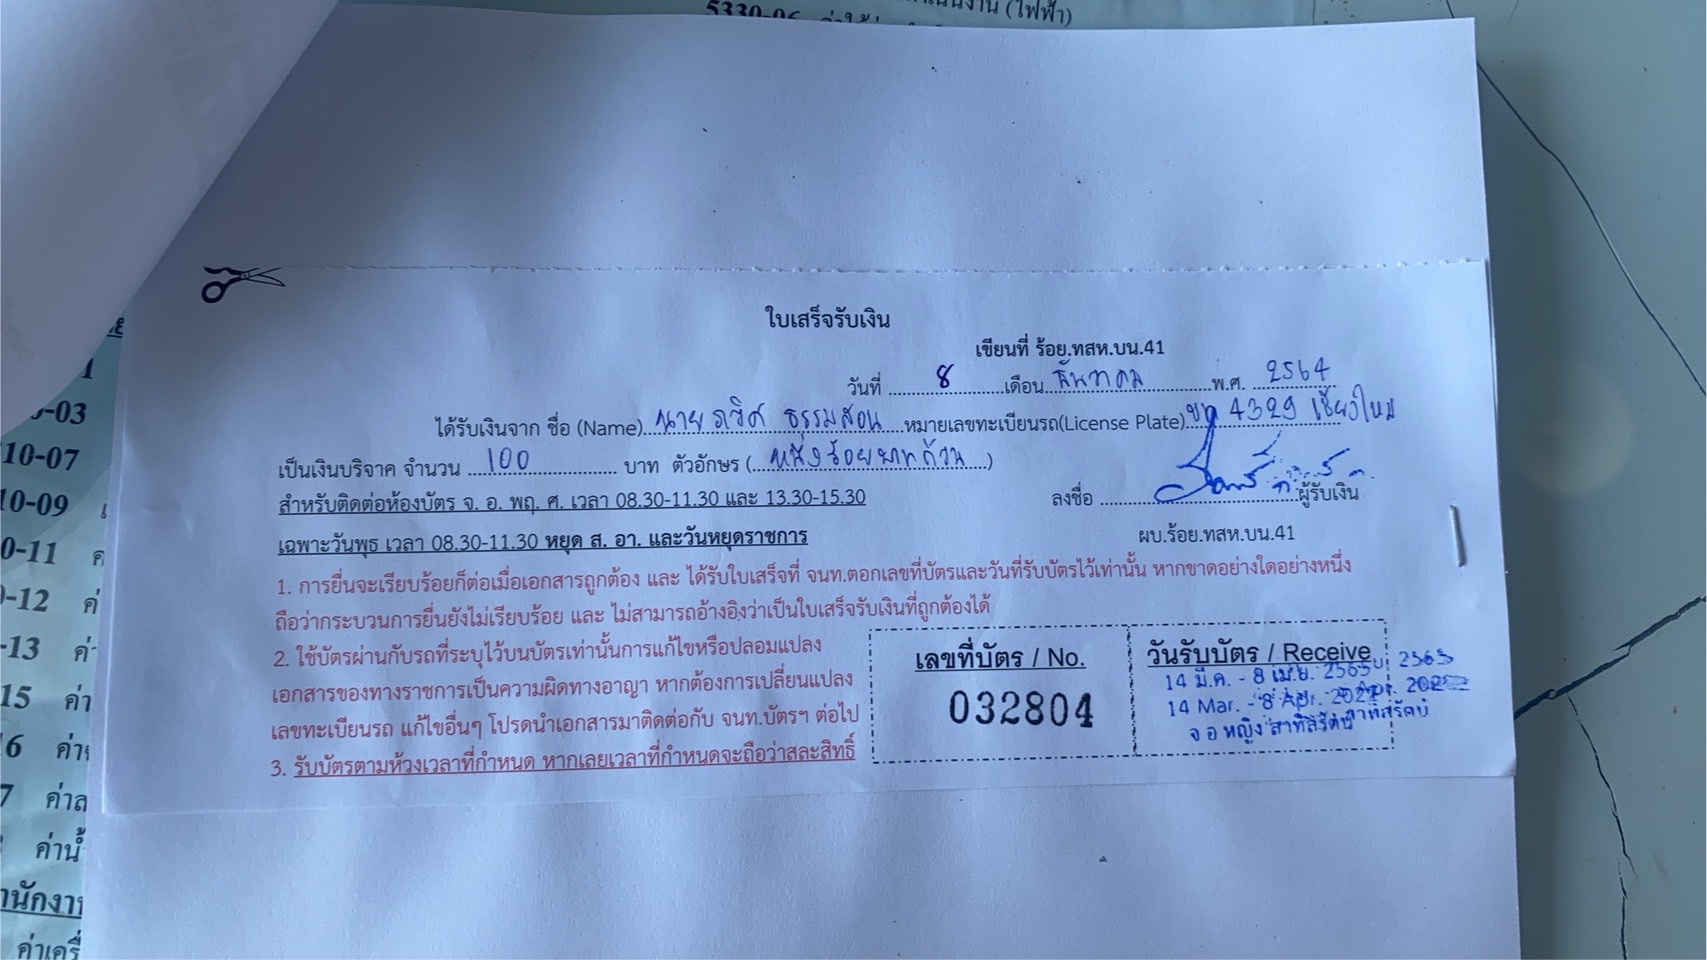 5330-06
(ไฟฟ้า)
ใบเสร็จรับเงิน
เขียนที่ ร้อย.ทสห.บน.41
วันที่ 8 เดือน ธันวาคม พ.ศ. 2564
ได้รับเงินจาก ชื่อ (Name) นาย ภวิศ ธรรมสอน หมายเลขทะเบียนรถ(License Plate) 4329 เชียงใหม่
เป็นเงินบริจาค จำนวน 100 บาท ตัวอักษร (หนึ่งร้อยบาทถ้วน)
สำหรับติดต่อห้องบัตร จ. อ. พฤ. ศ. เวลา 08.30-11.30 และ 13.30-15.30
ลงชื่อ ผู้รับเงิน
เฉพาะวันพุธ เวลา 08.30-11.30 หยุด ส. อา. และวันหยุดราชการ
ผบ.ร้อย.ทสห.บน.41
1. การยื่นจะเรียบร้อยก็ต่อเมื่อเอกสารถูกต้อง และ ได้รับใบเสร็จที่ จนท.ตอกเลขที่บัตรและวันที่รับบัตรไว้เท่านั้น หากขาดอย่างใดอย่างหนึ่ง
ถือว่ากระบวนการยื่นยังไม่เรียบร้อย และ ไม่สามารถอ้างอิงว่าเป็นใบเสร็จรับเงินที่ถูกต้องได้
2. ใช้บัตรผ่านกับรถที่ระบุไว้บนบัตรเท่านั้นการแก้ไขหรือปลอมแปลง
เอกสารของทางราชการเป็นความผิดทางอาญา หากต้องการเปลี่ยนแปลง
เลขทะเบียนรถ แก้ไขอื่นๆ โปรดนำเอกสารมาติดต่อกับ จนท.บัตรฯ ต่อไป
3. รับบัตรตามห้วงเวลาที่กำหนด หากเลยเวลาที่กำหนดจะถือว่าสละสิทธิ์
เลขที่บัตร / No.
032804
วันรับบัตร / Receive
14 มี.ค. - 8 เม.ย. 2565
14 Mar. - 8 Apr. 2022
จ อ หญิง สาทิสรัตน์
0-03
10-07
10-09
0-11
-12 ค่
-13 ค่
15 ค่า
6
7 ค่าส
ค่าน้ำ
ค่าเครื่